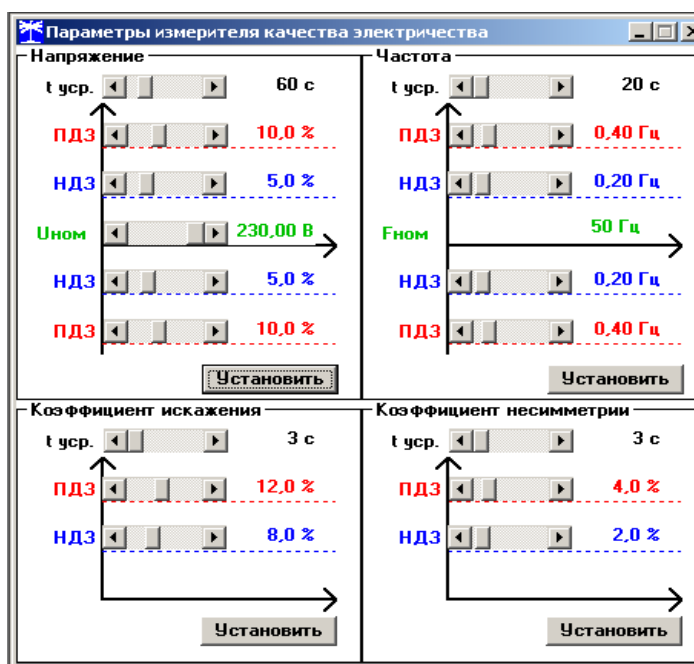 Параметры измерителя качества электричества
Напряжение
t уср. 60 с
ПДЗ 10,0 %
НДЗ 5,0 %
Uном 230,00 В
НДЗ 5,0 %
ПДЗ 10,0 %
Установить
Частота
t уср. 20 с
ПДЗ 0,40 Гц
НДЗ 0,20 Гц
Fном 50 Гц
НДЗ 0,20 Гц
ПДЗ 0,40 Гц
Установить
Коэффициент искажения
t уср. 3 с
ПДЗ 12,0 %
НДЗ 8,0 %
Установить
Коэффициент несимметрии
t уср. 3 с
ПДЗ 4,0 %
НДЗ 2,0 %
Установить